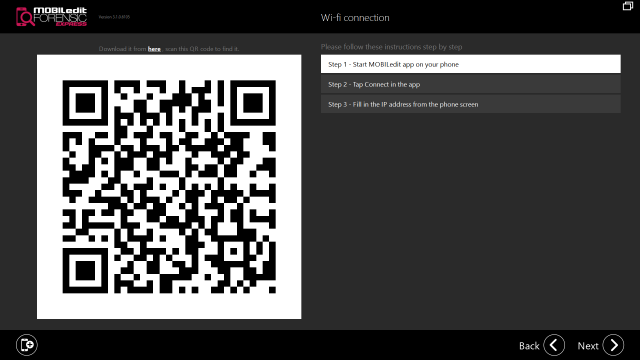 MOBILedit
FORENSIC
EXPRESS
Wi-fi connection
Download it from here , scan this QR code to find it.
Please follow these instructions step by step
Step 1 - Start MOBILedit app on your phone
Step 2 - Tap Connect in the app
Step 3 - Fill in the IP address from the phone screen
Back
Next